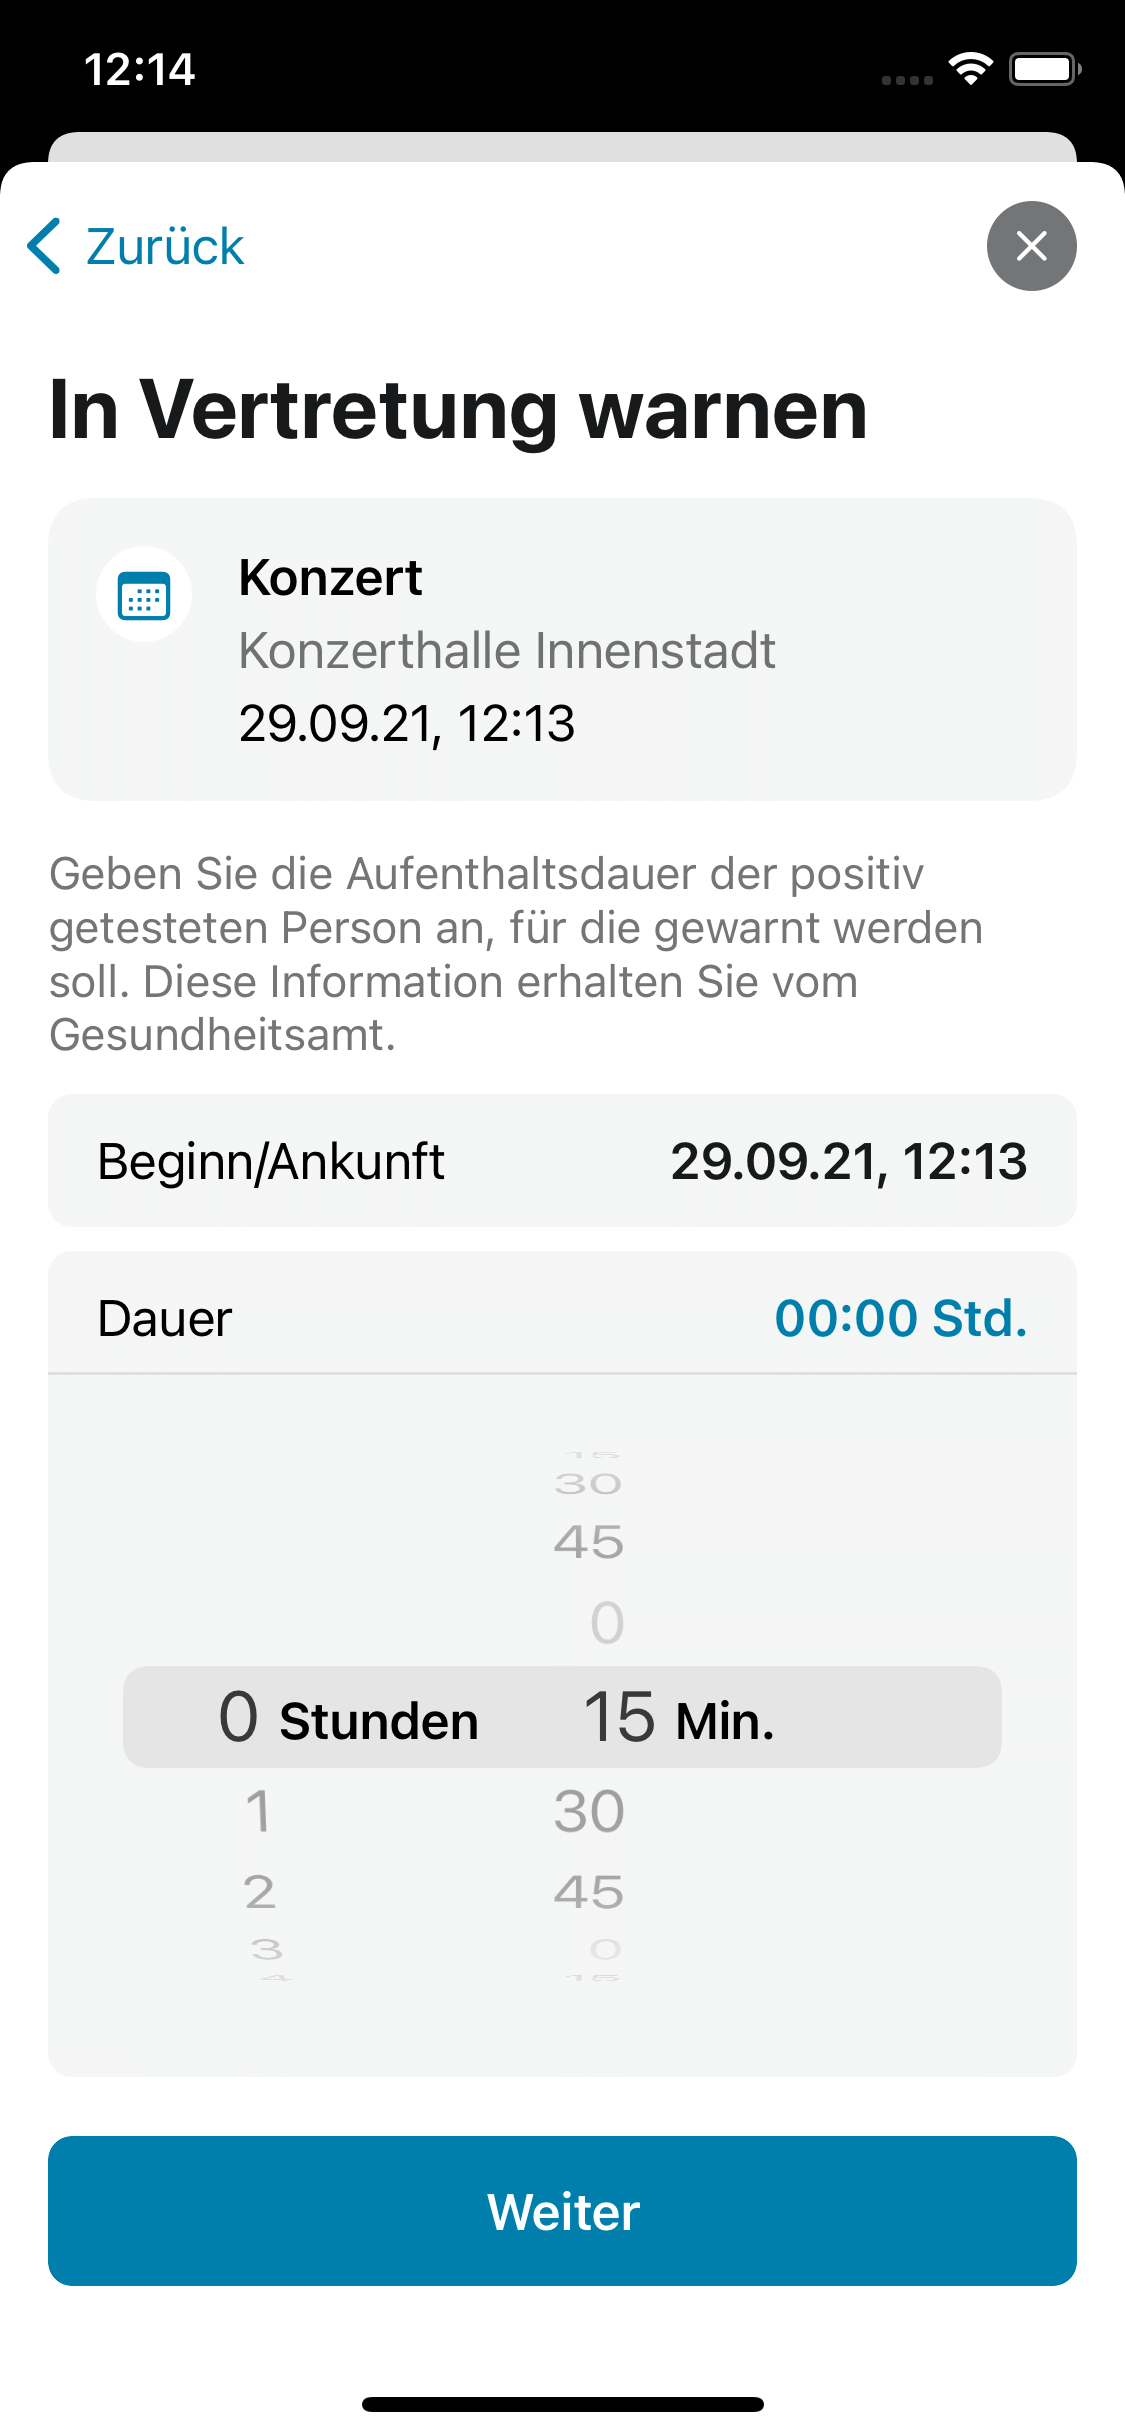 12:14
Zurück
In Vertretung warnen
Konzert
Konzerthalle Innenstadt
29.09.21, 12:13
Geben Sie die Aufenthaltsdauer der positiv
getesteten Person an, für die gewarnt werden
soll. Diese Information erhalten Sie vom
Gesundheitsamt.
Beginn/Ankunft 29.09.21, 12:13
Dauer 00:00 Std.
15
30
45
0
0 Stunden 15 Min.
1 30
2 45
3 0
4 15
Weiter